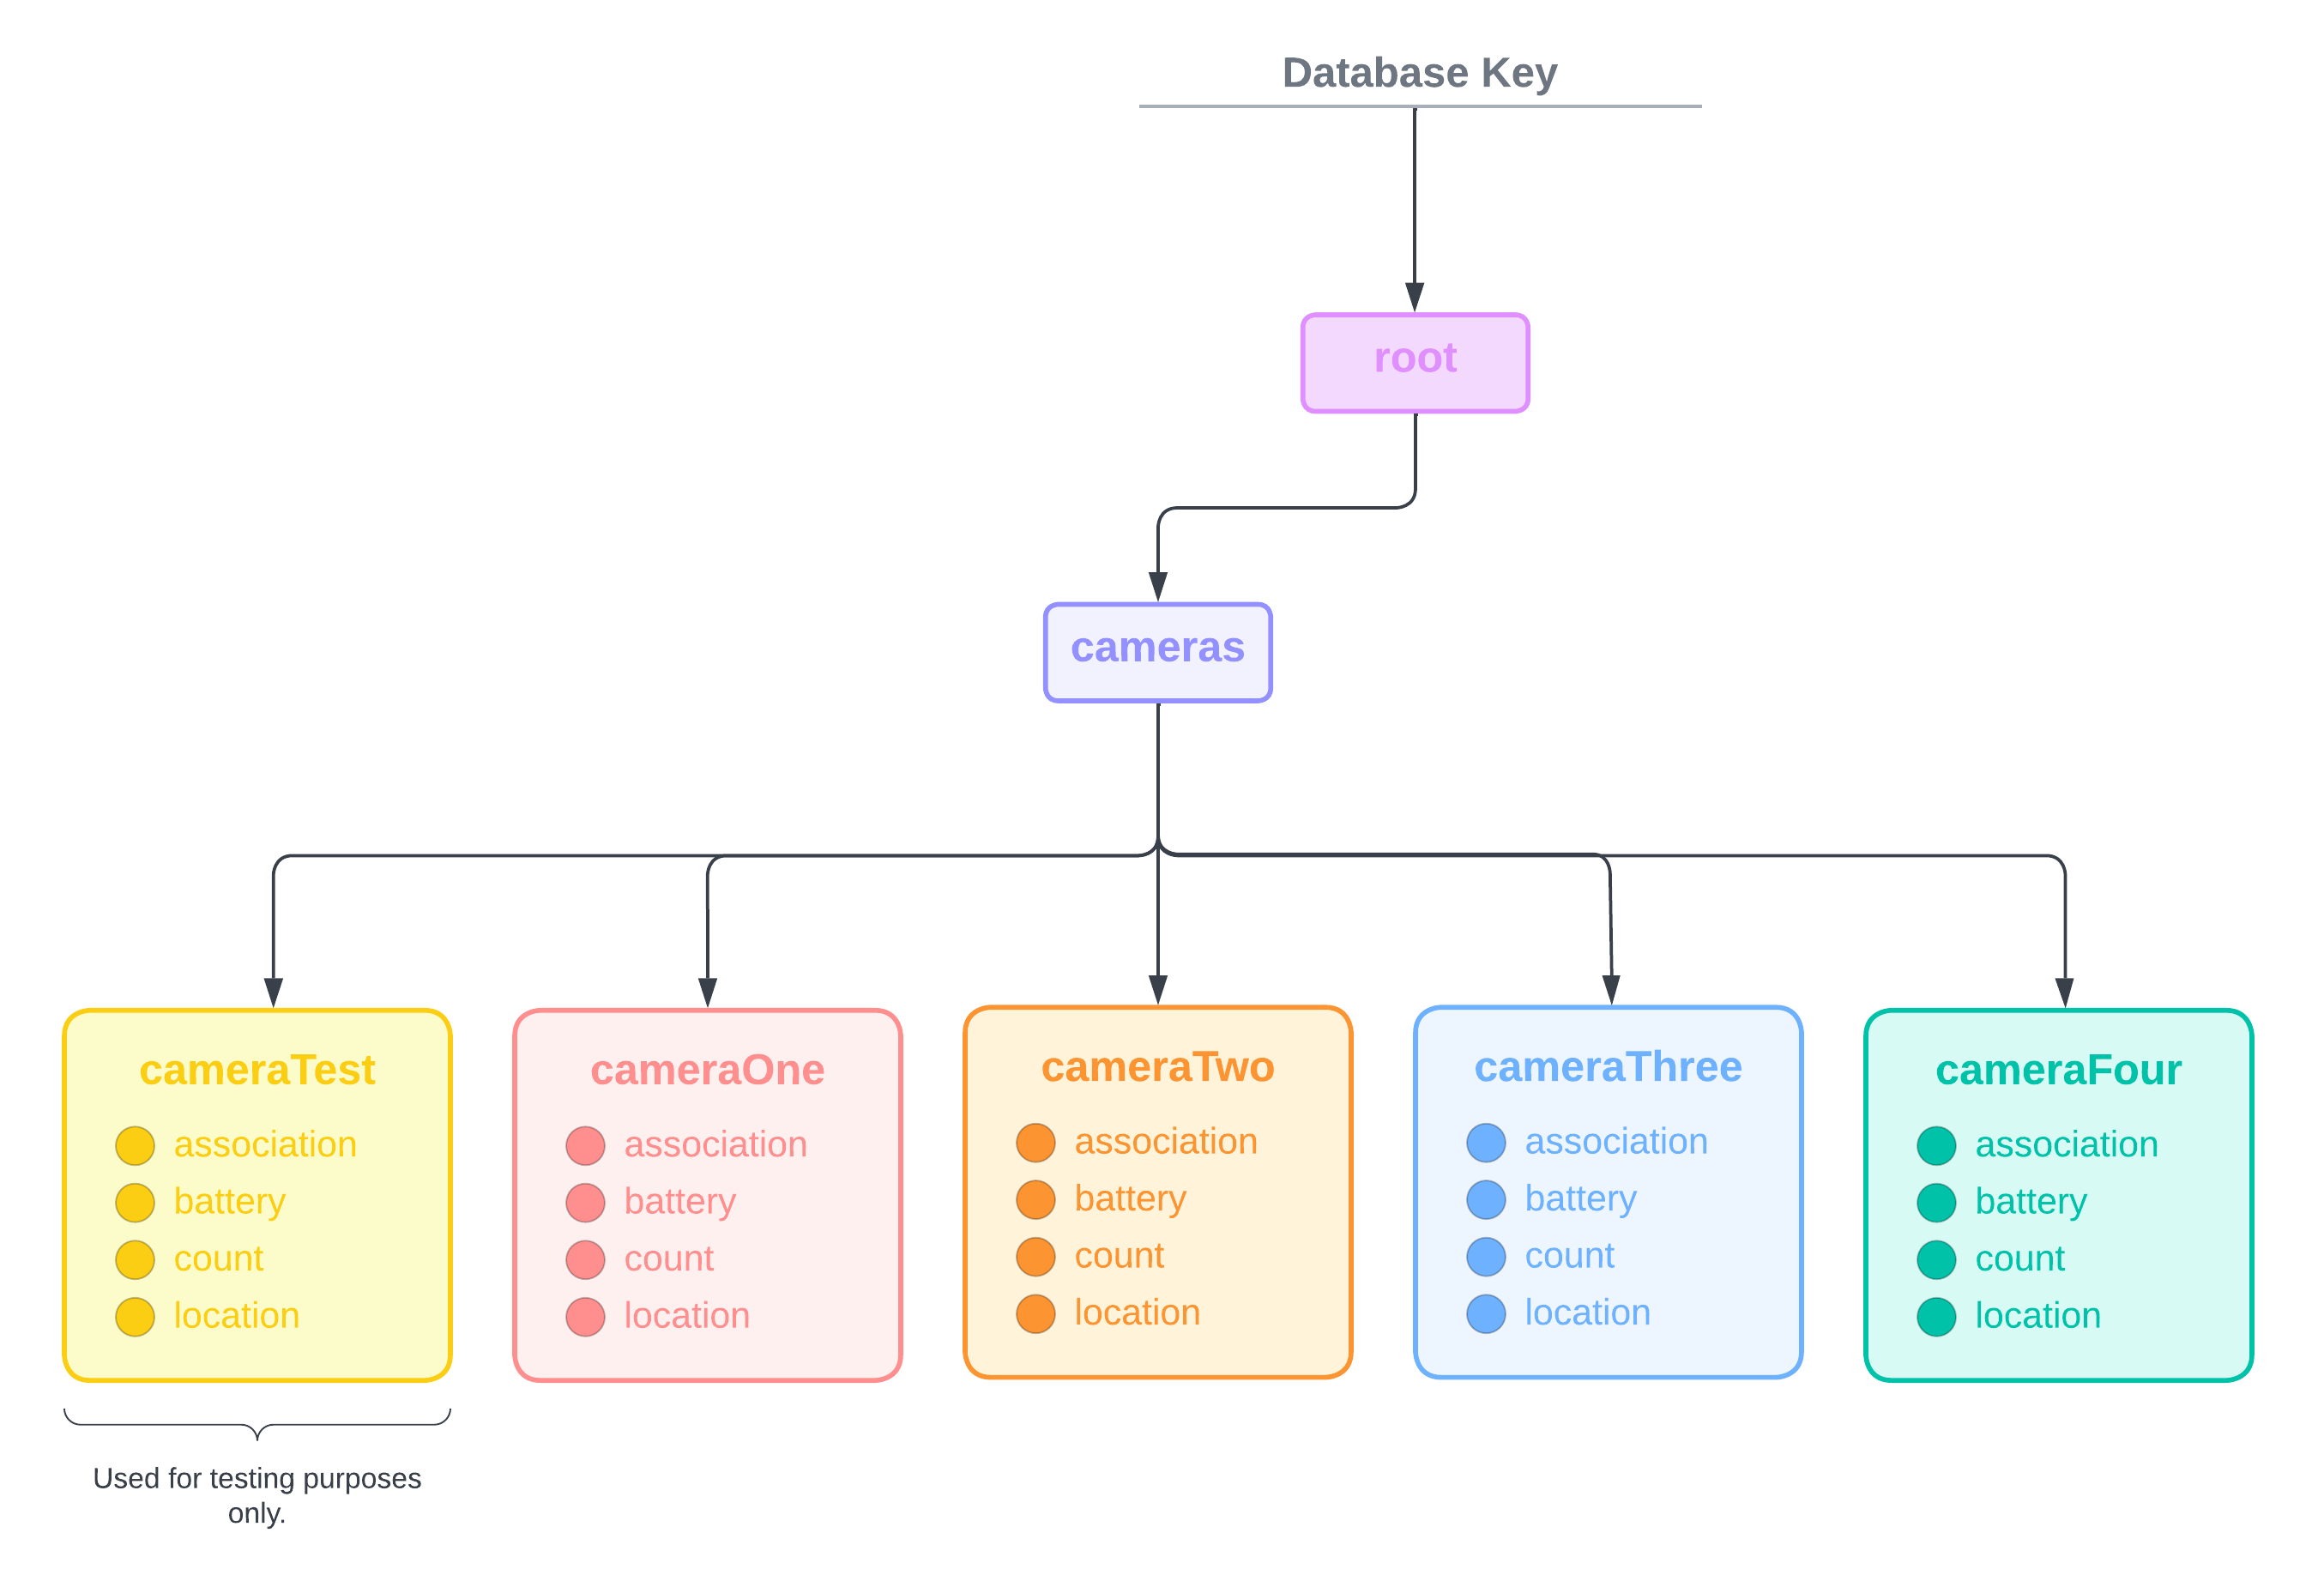 Database Key
root
cameras
cameraTest
association
battery
count
location
cameraOne
association
battery
count
location
cameraTwo
association
battery
count
location
cameraThree
association
battery
count
location
cameraFour
association
battery
count
location
Used for testing purposes
only.